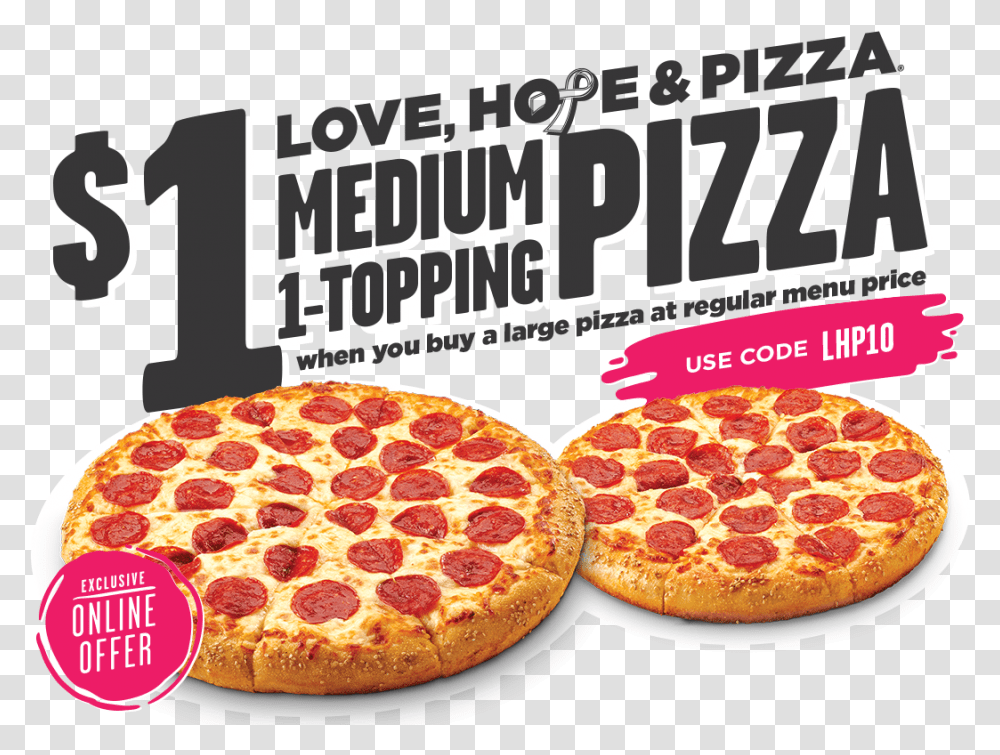 $1
LOVE, HOPE & PIZZA®
MEDIUM
1-TOPPING
PIZZA
when you buy a large pizza at regular menu price
USE CODE LHP10
EXCLUSIVE
ONLINE
OFFER